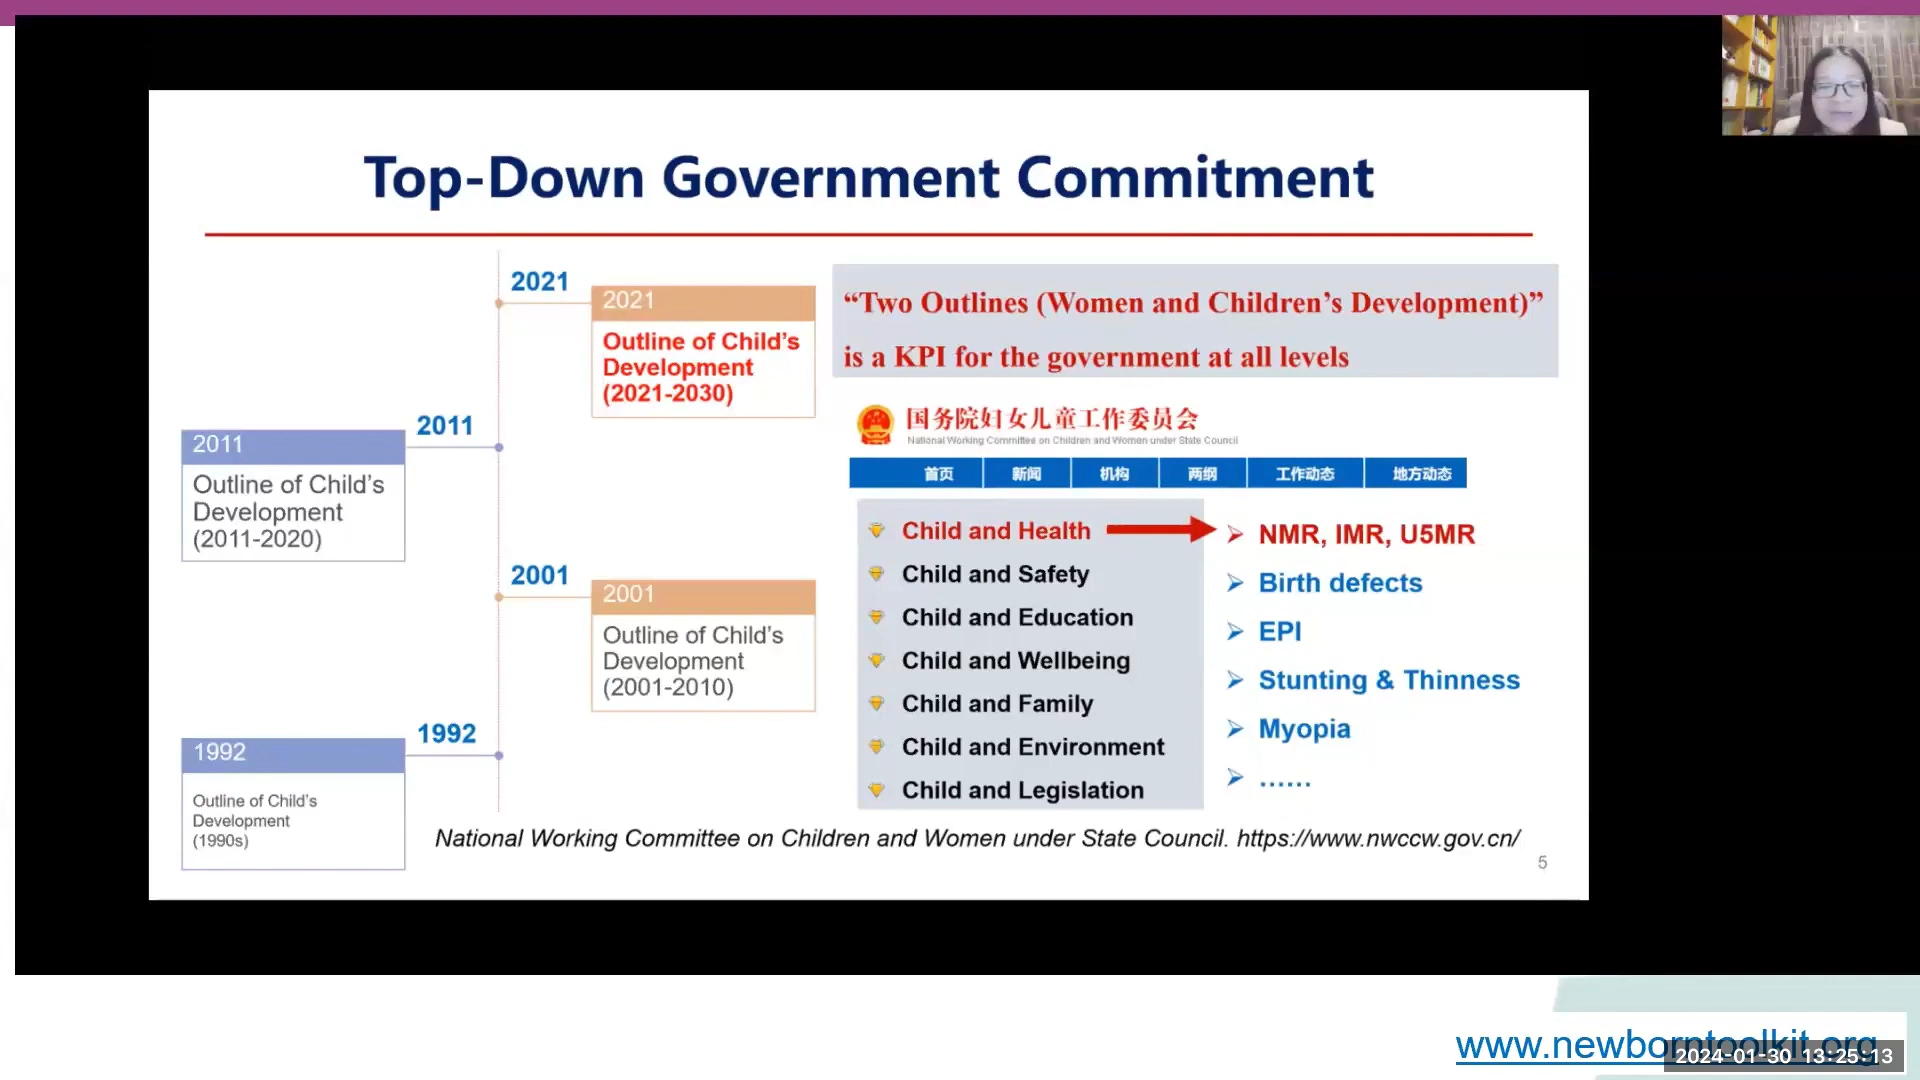 Top-Down Government Commitment
2021
2021
Outline of Child's
Development
(2021-2030)
2011
2011
Outline of Child's
Development
(2011-2020)
2001
2001
Outline of Child's
Development
(2001-2010)
1992
1992
Outline of Child's
Development
(1990s)
“Two Outlines (Women and Children’s Development)”
is a KPI for the government at all levels
国务院妇女儿童工作委员会
National Working Committee on Children and Women under State Council
首页 新闻 机构 两纲 工作动态 地方动态
Child and Health
Child and Safety
Child and Education
Child and Wellbeing
Child and Family
Child and Environment
Child and Legislation
NMR, IMR, U5MR
Birth defects
EPI
Stunting & Thinness
Myopia
......
National Working Committee on Children and Women under State Council. https://www.nwccw.gov.cn/
5
www.newborntoolkit.org
2024-01-30 13:25:13